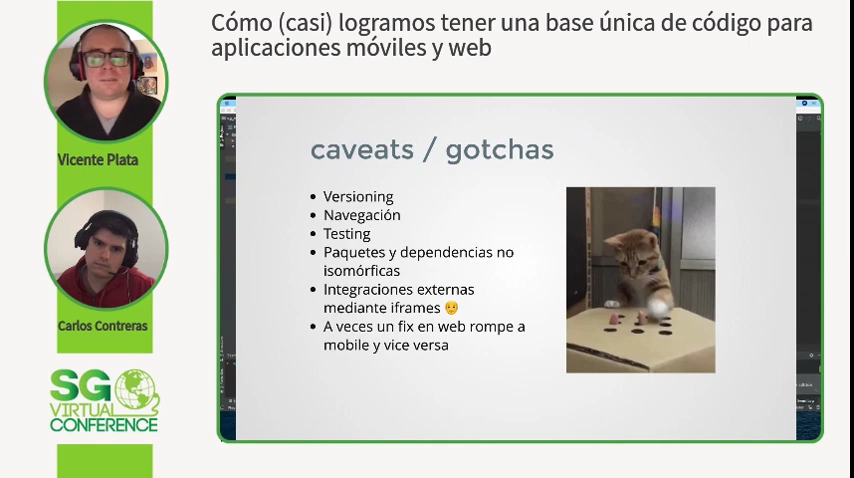 Cómo (casi) logramos tener una base única de código para
aplicaciones móviles y web
Vicente Plata
Carlos Contreras
SG
VIRTUAL
CONFERENCE
caveats / gotchas
• Versioning
• Navegación
• Testing
• Paquetes y dependencias no
isomórficas
• Integraciones externas
mediante iframes 😔
• A veces un fix en web rompe a
mobile y vice versa